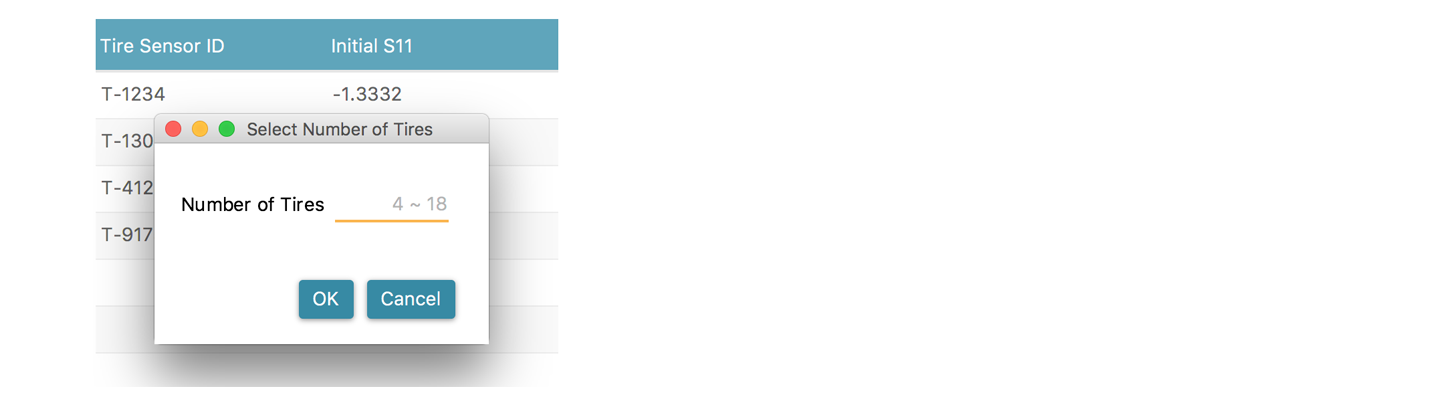 Tire Sensor ID Initial S11
T-1234 -1.3332
Select Number of Tires
T-130
T-412
Number of Tires 4 ~ 18
T-917
OK Cancel